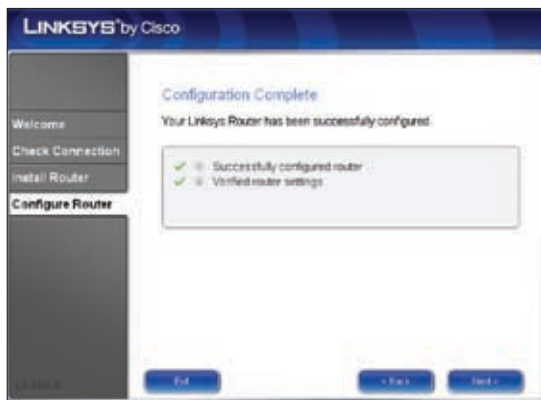 LINKSYS® by Cisco
Welcome
Check Connection
Install Router
Configure Router
Configuration Complete
Your Linksys Router has been successfully configured.
Successfully configured router
Verified router settings
Exit
< Back
Next >